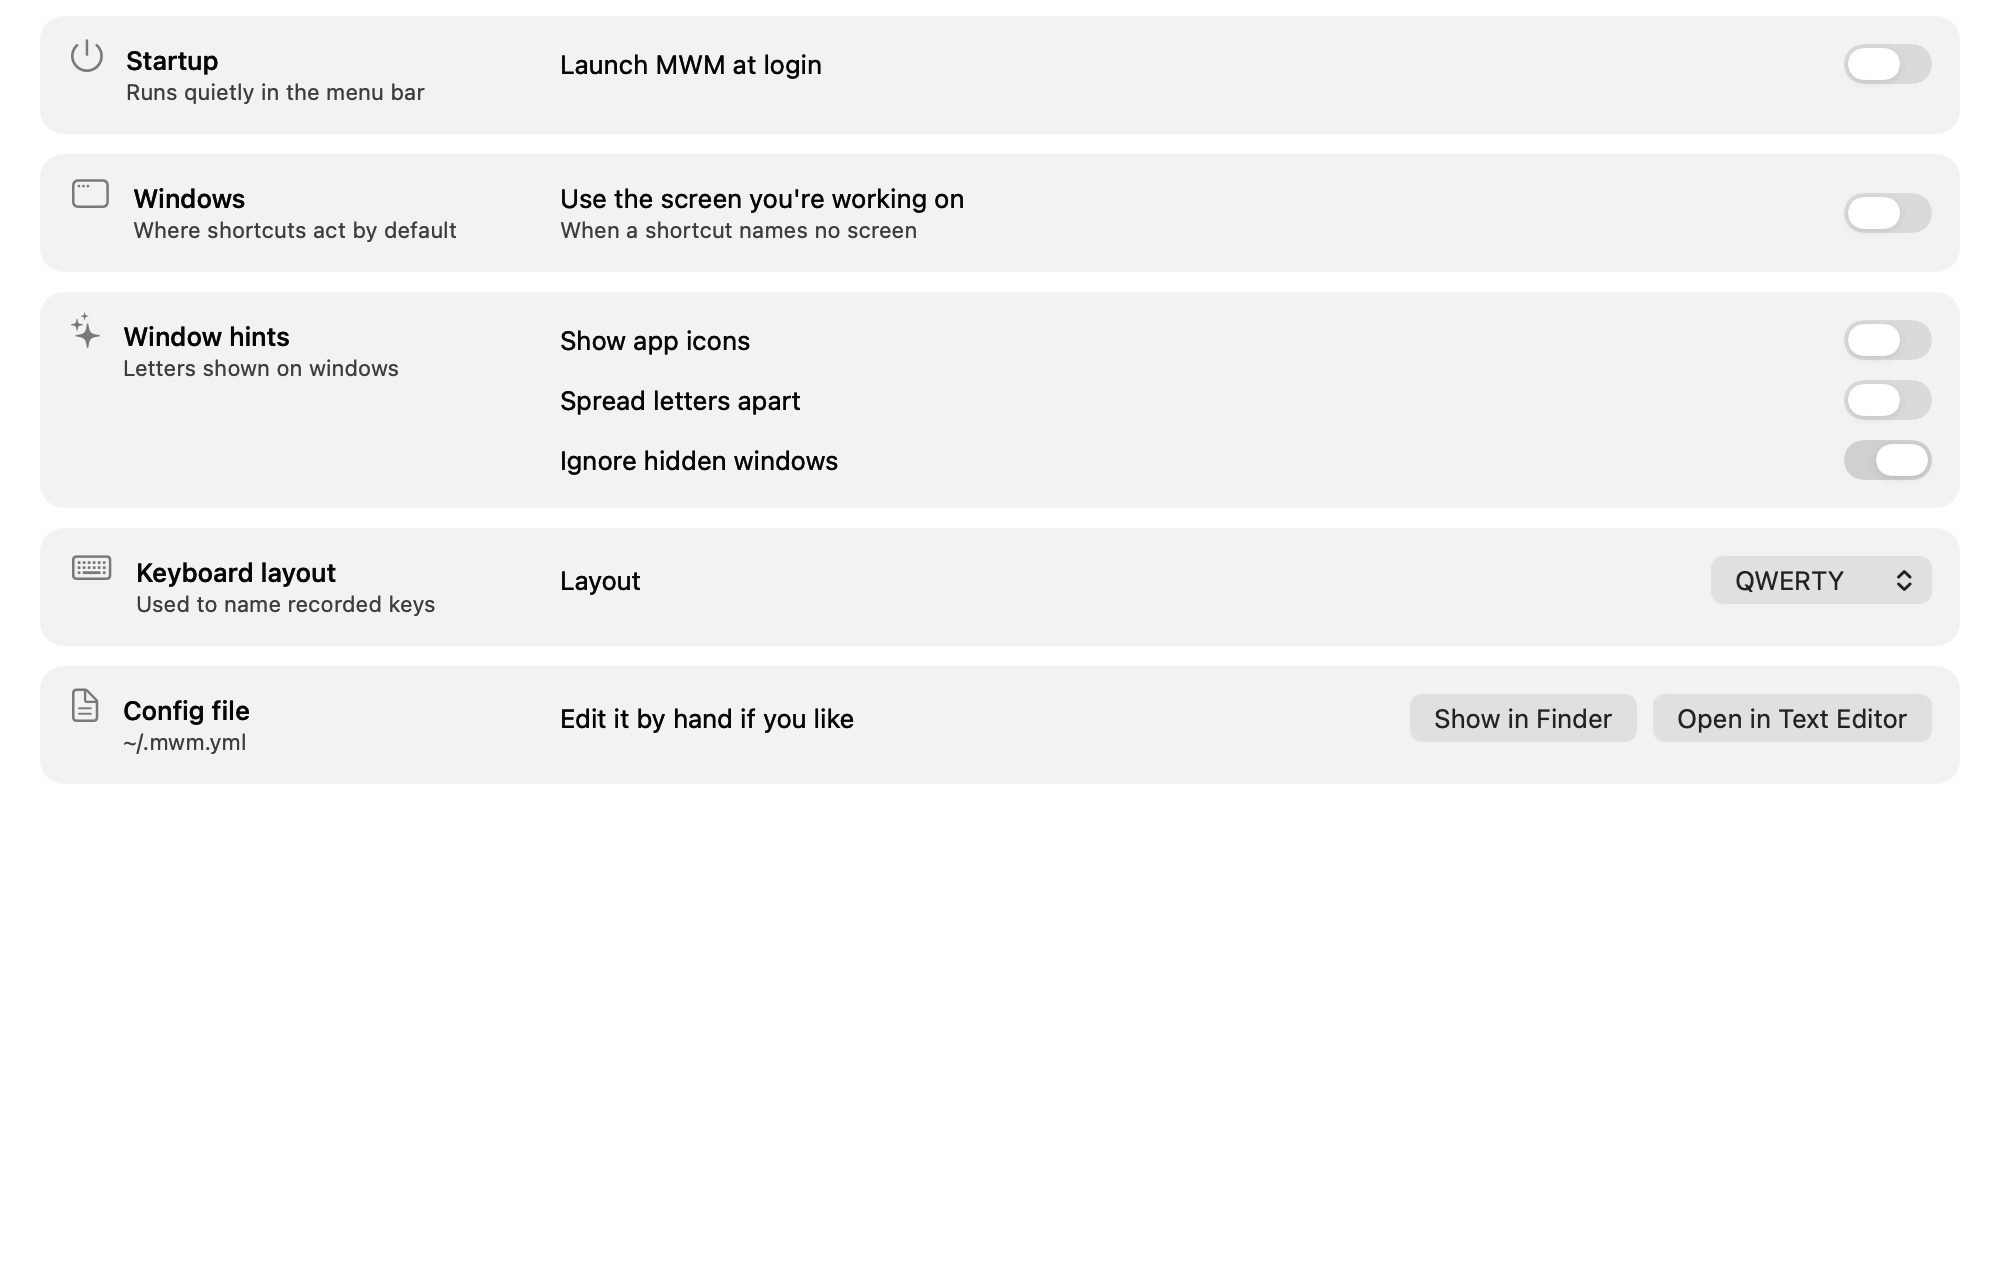 Startup
Runs quietly in the menu bar
Launch MWM at login
Windows
Where shortcuts act by default
Use the screen you're working on
When a shortcut names no screen
Window hints
Letters shown on windows
Show app icons
Spread letters apart
Ignore hidden windows
Keyboard layout
Used to name recorded keys
Layout
QWERTY
Config file
~/.mwm.yml
Edit it by hand if you like
Show in Finder
Open in Text Editor